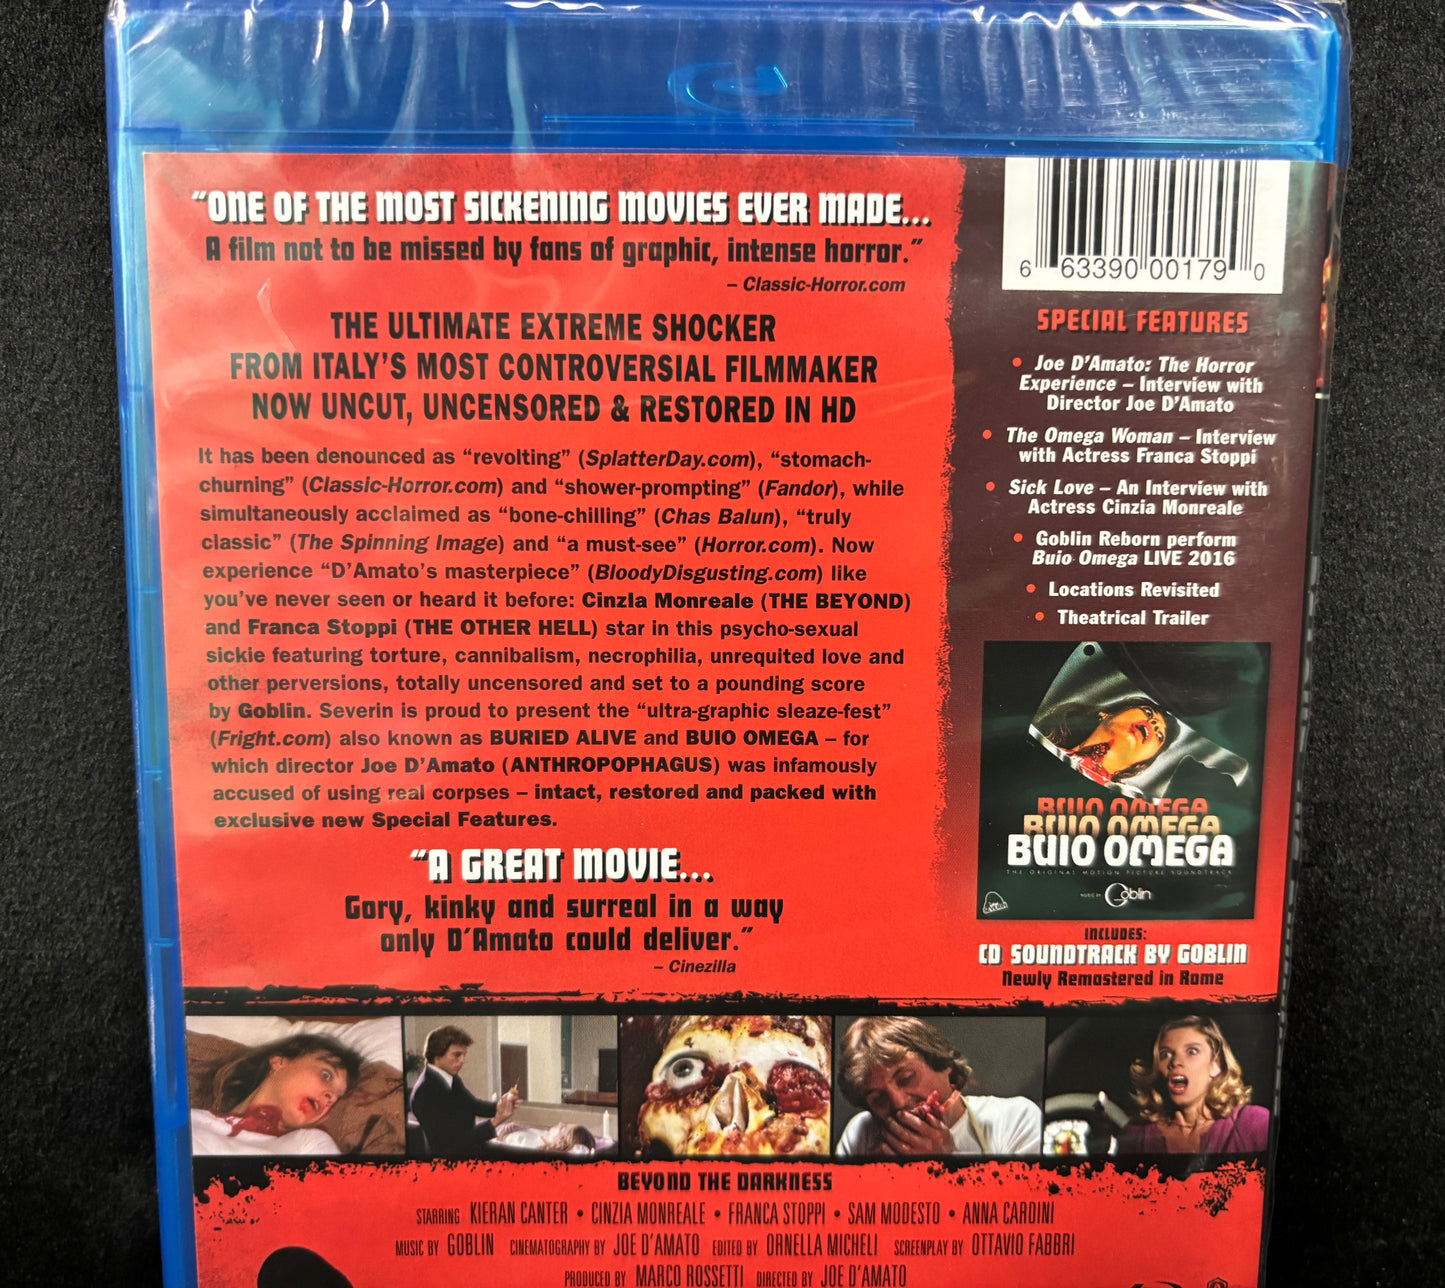 “ONE OF THE MOST SICKENING MOVIES EVER MADE...
A film not to be missed by fans of graphic, intense horror.”
– Classic-Horror.com
THE ULTIMATE EXTREME SHOCKER
FROM ITALY’S MOST CONTROVERSIAL FILMMAKER
NOW UNCUT, UNCENSORED & RESTORED IN HD
It has been denounced as “revolting” (SplatterDay.com), “stomach-
churning” (Classic-Horror.com) and “shower-prompting” (Fandor), while
simultaneously acclaimed as “bone-chilling” (Chas Balun), “truly
classic” (The Spinning Image) and “a must-see” (Horror.com). Now
experience “D’Amato’s masterpiece” (BloodyDisgusting.com) like
you’ve never seen or heard it before: Cinzla Monreale (THE BEYOND)
and Franca Stoppi (THE OTHER HELL) star in this psycho-sexual
sickie featuring torture, cannibalism, necrophilia, unrequited love and
other perversions, totally uncensored and set to a pounding score
by Goblin. Severin is proud to present the “ultra-graphic sleaze-fest”
(Fright.com) also known as BURIED ALIVE and BUIO OMEGA – for
which director Joe D’Amato (ANTHROPOPHAGUS) was infamously
accused of using real corpses – intact, restored and packed with
exclusive new Special Features.
“A GREAT MOVIE...
Gory, kinky and surreal in a way
only D’Amato could deliver.”
– Cinezilla
6 63390 00179 0
SPECIAL FEATURES
• Joe D’Amato: The Horror
Experience – Interview with
Director Joe D’Amato
• The Omega Woman – Interview
with Actress Franca Stoppi
• Sick Love – An Interview with
Actress Cinzia Monreale
• Goblin Reborn perform
Buio Omega LIVE 2016
• Locations Revisited
• Theatrical Trailer
BUIO OMEGA
BUIO OMEGA
BUIO OMEGA
THE ORIGINAL MOTION PICTURE SOUNDTRACK
MUSIC BY Goblin
SEVERIN
INCLUDES:
CD SOUNDTRACK BY GOBLIN
Newly Remastered in Rome
BEYOND THE DARKNESS
STARRING KIERAN CANTER • CINZIA MONREALE • FRANCA STOPPI • SAM MODESTO • ANNA CARDINI
MUSIC BY GOBLIN CINEMATOGRAPHY BY JOE D’AMATO EDITED BY ORNELLA MICHELI SCREENPLAY BY OTTAVIO FABBRI
PRODUCED BY MARCO ROSSETTI DIRECTED BY JOE D’AMATO